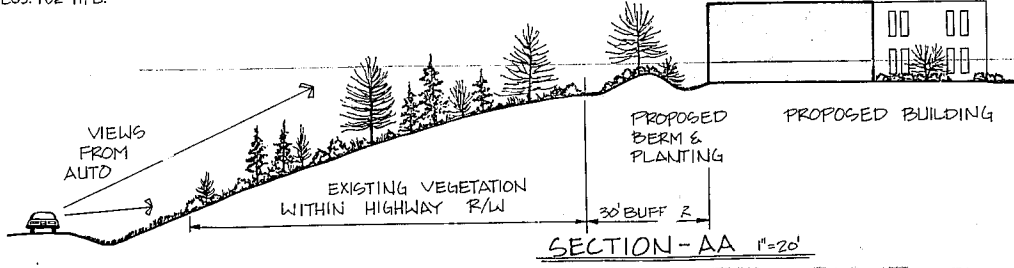 VIEWS
FROM
AUTO
EXISTING VEGETATION
WITHIN HIGHWAY R/W
PROPOSED
BERM &
PLANTING
PROPOSED BUILDING
30' BUFF R
SECTION-AA 1"=20'